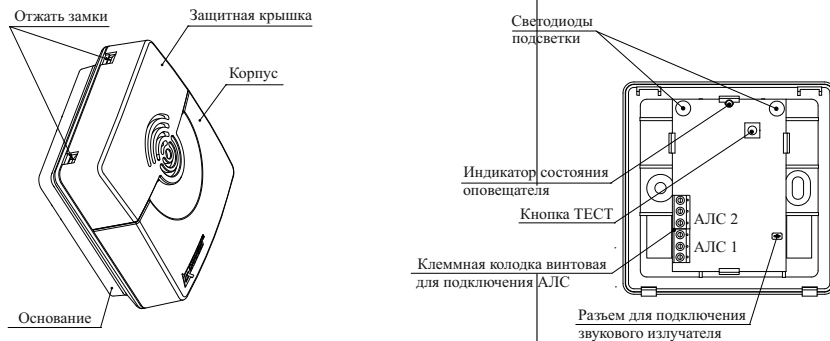 Отжать замки
Защитная крышка
Корпус
Основание
Светодиоды
подсветки
Индикатор состояния
оповещателя
Кнопка ТЕСТ
АЛС 2
АЛС 1
Клеммная колодка винтовая
для подключения АЛС
Разъем для подключения
звукового излучателя